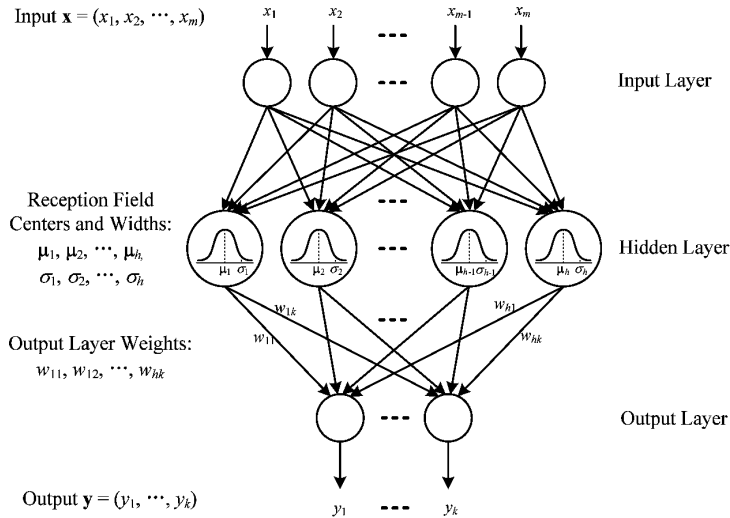 Input x = (x1, x2, ···, xm)
x1 x2 xm-1 xm
Input Layer
Reception Field
Centers and Widths:
μ1, μ2, ···, μh,
σ1, σ2, ···, σh
μ1 σ1 μ2 σ2 μh-1 σh-1 μh σh
Hidden Layer
w1k wh1
w11 whk
Output Layer Weights:
w11, w12, ···, whk
Output Layer
Output y = (y1, ···, yk)
y1 yk